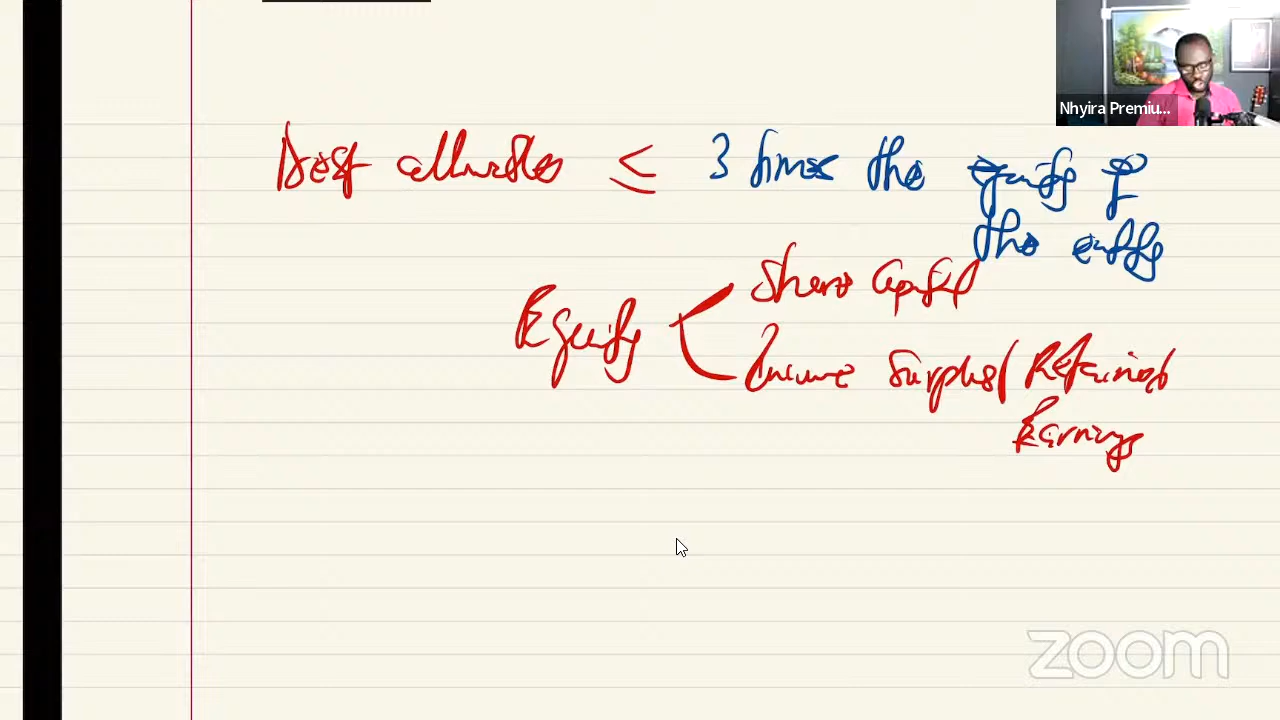 Nhyira Premiu...
Debt allowable ≤ 3 times the equity of
the entity
Share Capital
Equity
Income Surplus/ Retained
Earnings
zoom